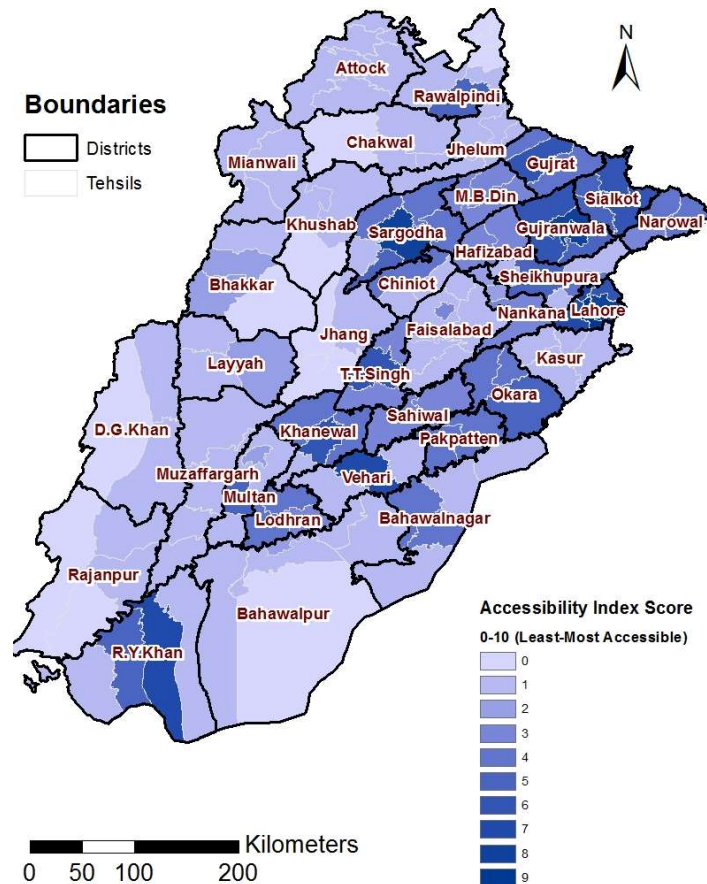 N
Boundaries
Districts
Tehsils
Attock
Rawalpindi
Chakwal
Jhelum
Mianwali
Gujrat
M.B.Din
Sialkot
Khushab
Sargodha
Gujranwala
Narowal
Hafizabad
Sheikhupura
Bhakkar
Chiniot
Nankana
Lahore
Jhang
Faisalabad
Layyah
T.T.Singh
Kasur
Okara
D.G.Khan
Sahiwal
Khanewal
Pakpatten
Muzaffargarh
Vehari
Multan
Lodhran
Bahawalnagar
Rajanpur
Bahawalpur
R.Y.Khan
Accessibility Index Score
0-10 (Least-Most Accessible)
0
1
2
3
4
5
6
7
8
9
Kilometers
0 50 100 200